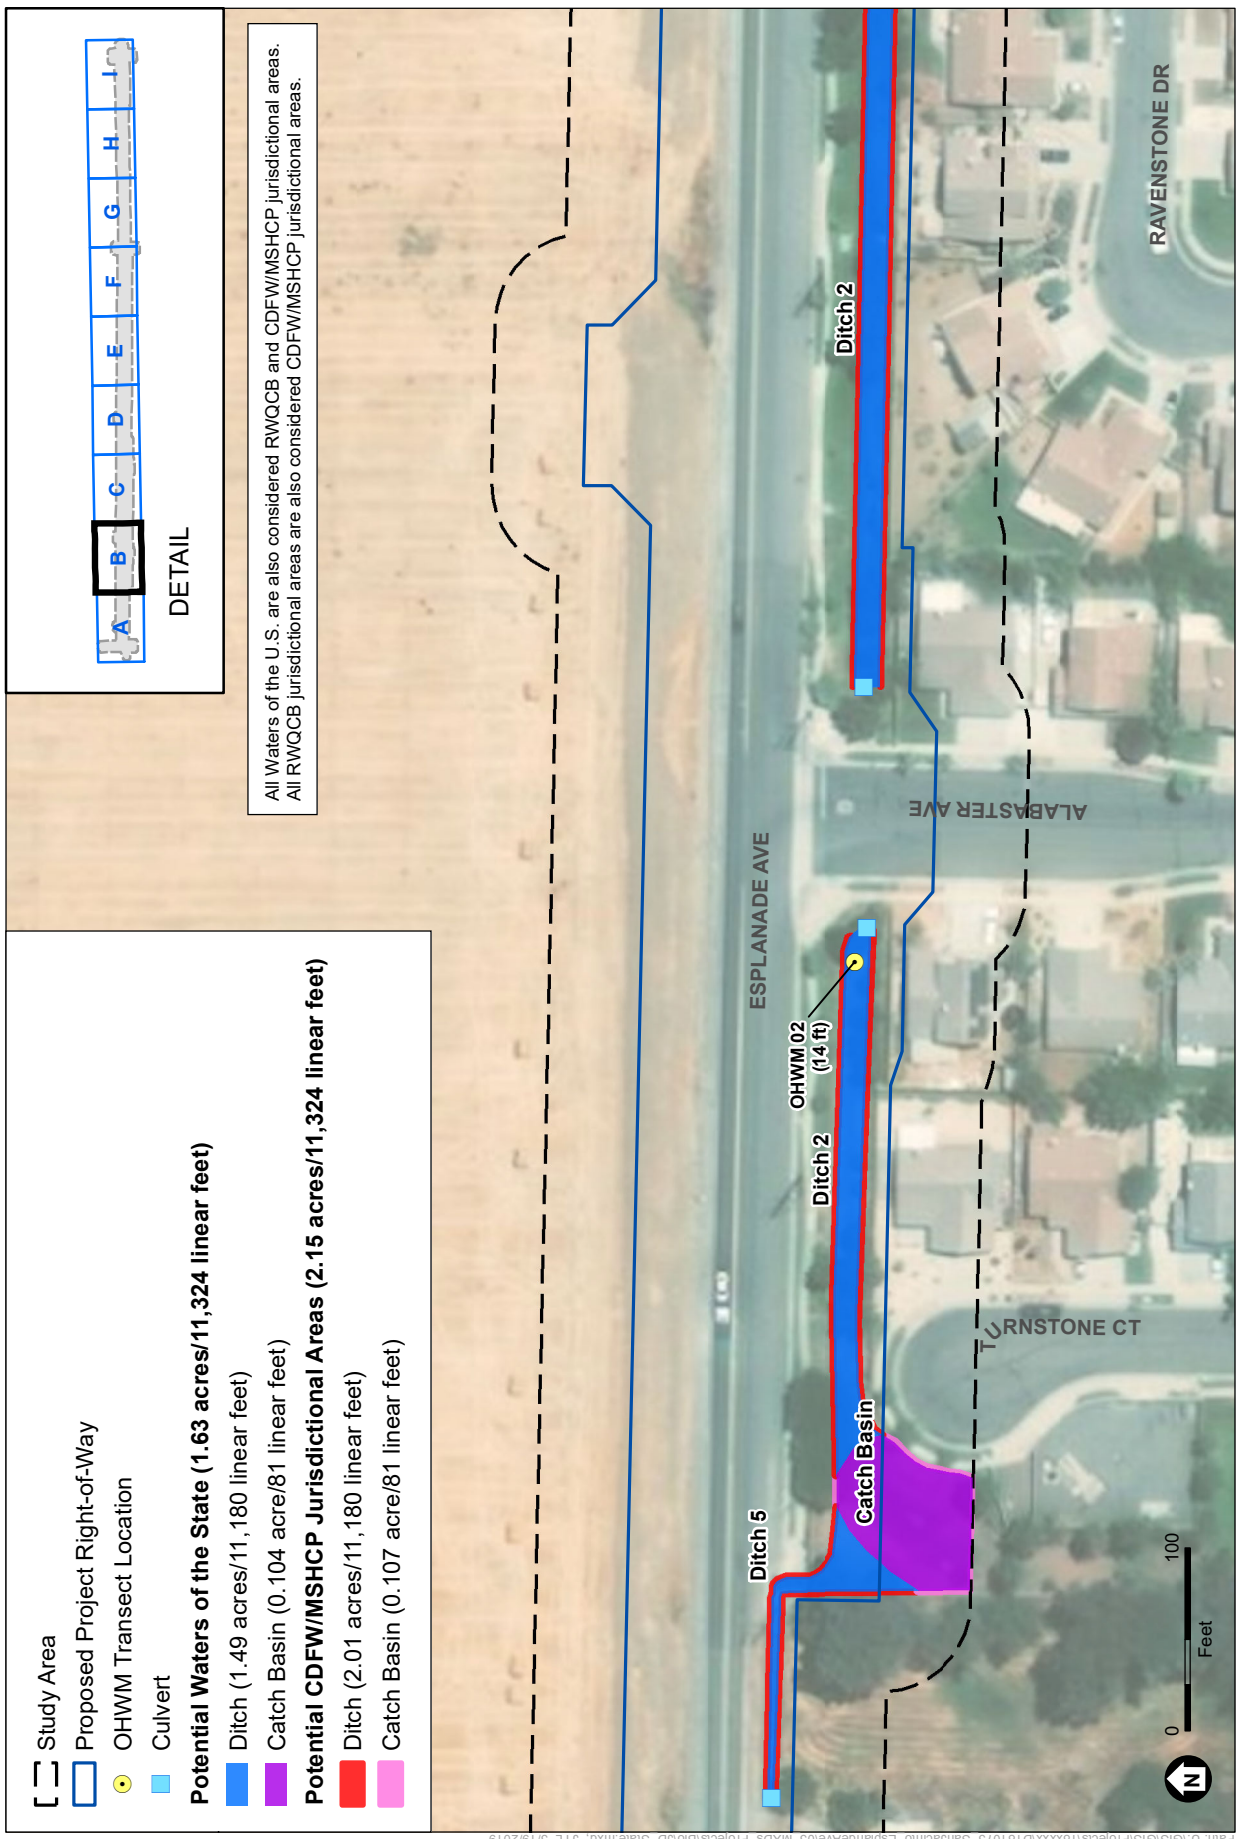 Study Area
Proposed Project Right-of-Way
OHWM Transect Location
Culvert
Potential Waters of the State (1.63 acres/11,324 linear feet)
Ditch (1.49 acres/11,180 linear feet)
Catch Basin (0.104 acre/81 linear feet)
Potential CDFW/MSHCP Jurisdictional Areas (2.15 acres/11,324 linear feet)
Ditch (2.01 acres/11,180 linear feet)
Catch Basin (0.107 acre/81 linear feet)
A B C D E F G H I
DETAIL
All Waters of the U.S. are also considered RWQCB and CDFW/MSHCP jurisdictional areas.
All RWQCB jurisdictional areas are also considered CDFW/MSHCP jurisdictional areas.
ESPLANADE AVE
Ditch 5
OHWM 02
(14 ft)
Ditch 2
Ditch 2
Catch Basin
ALABASTER AVE
TURNSTONE CT
RAVENSTONE DR
N
0
100
Feet